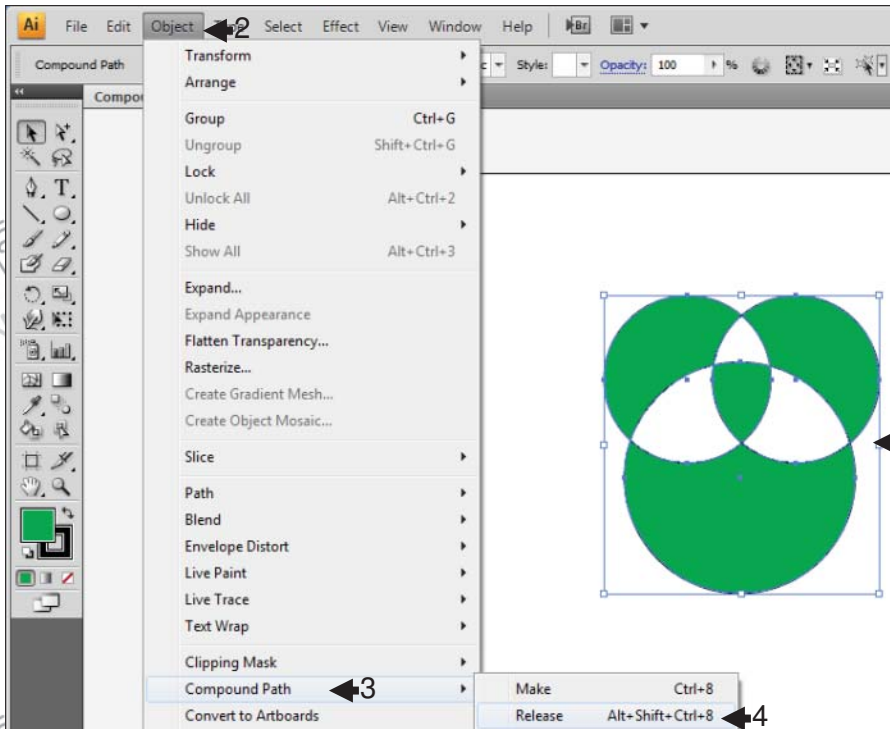 Ai File Edit Object 2 Type Select Effect View Window Help Br
Compound Path Style: Opacity: 100 %
Transform
Arrange
Group Ctrl+G
Ungroup Shift+Ctrl+G
Lock
Unlock All Alt+Ctrl+2
Hide
Show All Alt+Ctrl+3
Expand...
Expand Appearance
Flatten Transparency...
Rasterize...
Create Gradient Mesh...
Create Object Mosaic...
Slice
Path
Blend
Envelope Distort
Live Paint
Live Trace
Text Wrap
Clipping Mask
Compound Path 3
Make Ctrl+8
Convert to Artboards
Release Alt+Shift+Ctrl+8 4